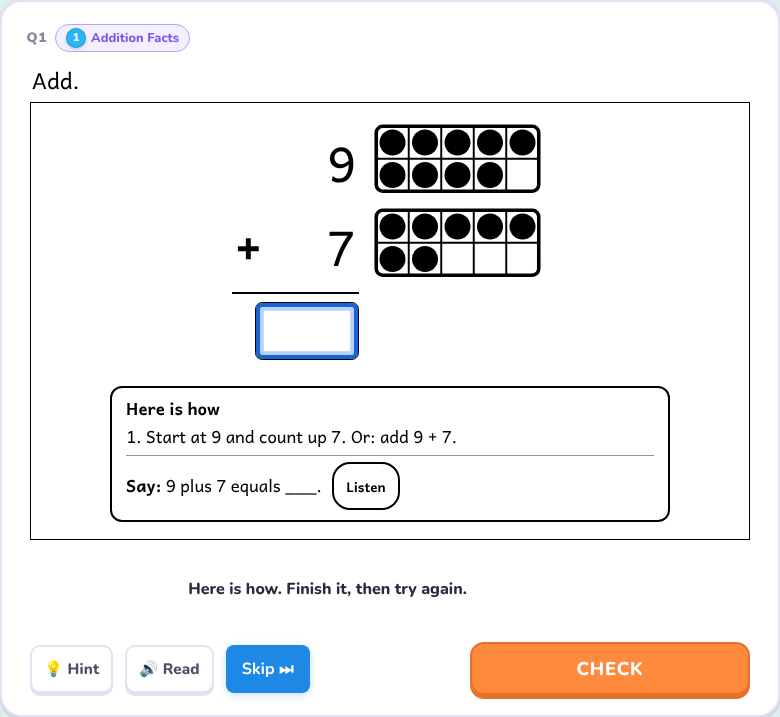 Q1 1 Addition Facts
Add.
9
+ 7
Here is how
1. Start at 9 and count up 7. Or: add 9 + 7.
Say: 9 plus 7 equals ___. Listen
Here is how. Finish it, then try again.
Hint Read Skip CHECK